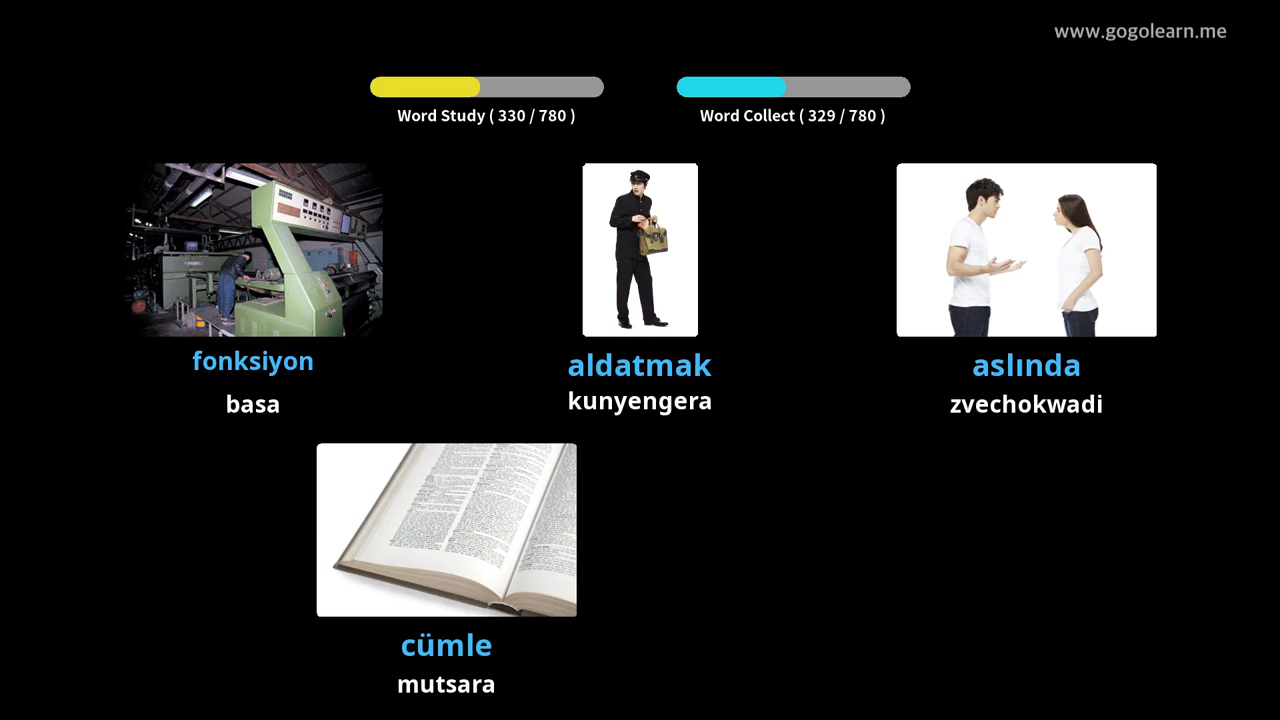 www.gogolearn.me
Word Study ( 330 / 780 )
Word Collect ( 329 / 780 )
fonksiyon
basa
aldatmak
kunyengera
aslında
zvechokwadi
cümle
mutsara